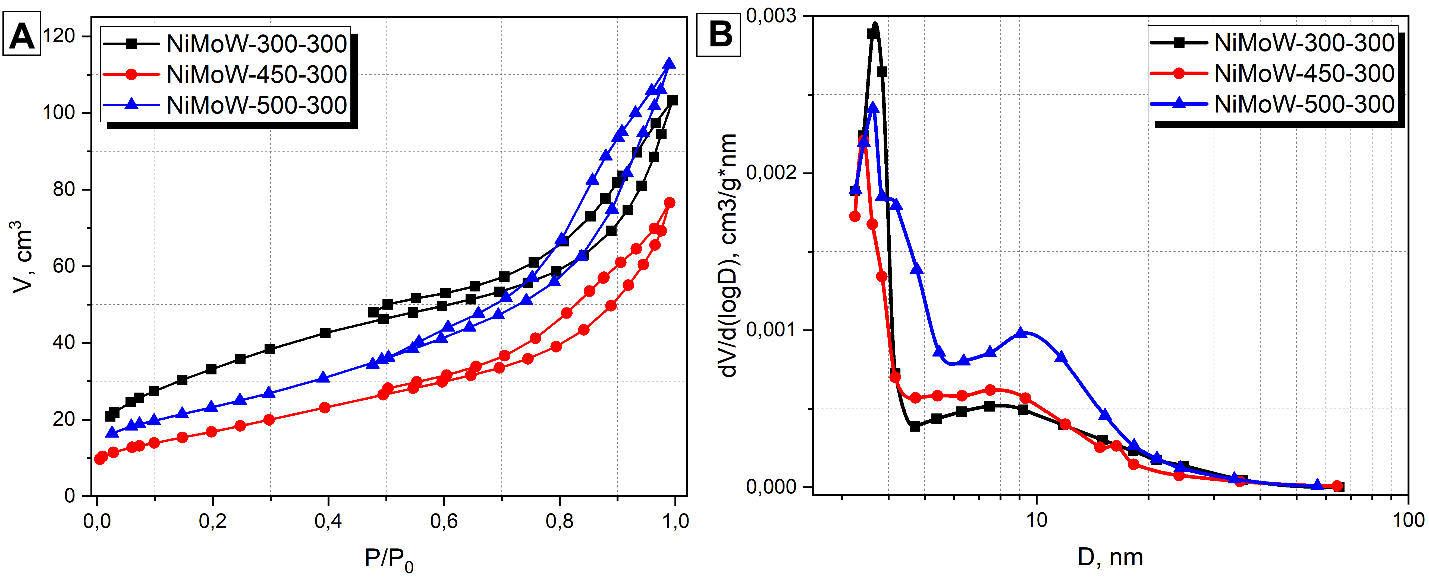 A
NiMoW-300-300
NiMoW-450-300
NiMoW-500-300
V, cm³
120
100
80
60
40
20
0
0,0 0,2 0,4 0,6 0,8 1,0
P/P₀
B
NiMoW-300-300
NiMoW-450-300
NiMoW-500-300
dV/d(logD), cm3/g*nm
0,003
0,002
0,001
0,000
10 100
D, nm